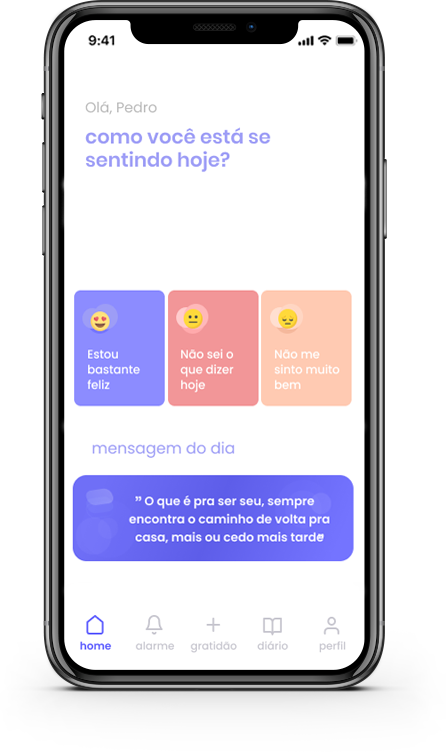 9:41
Olá, Pedro
como você está se
sentindo hoje?
Estou
bastante
feliz
Não sei o
que dizer
hoje
Não me
sinto muito
bem
mensagem do dia
” O que é pra ser seu, sempre
encontra o caminho de volta pra
casa, mais ou cedo mais tarde”
home
alarme
gratidão
diário
perfil